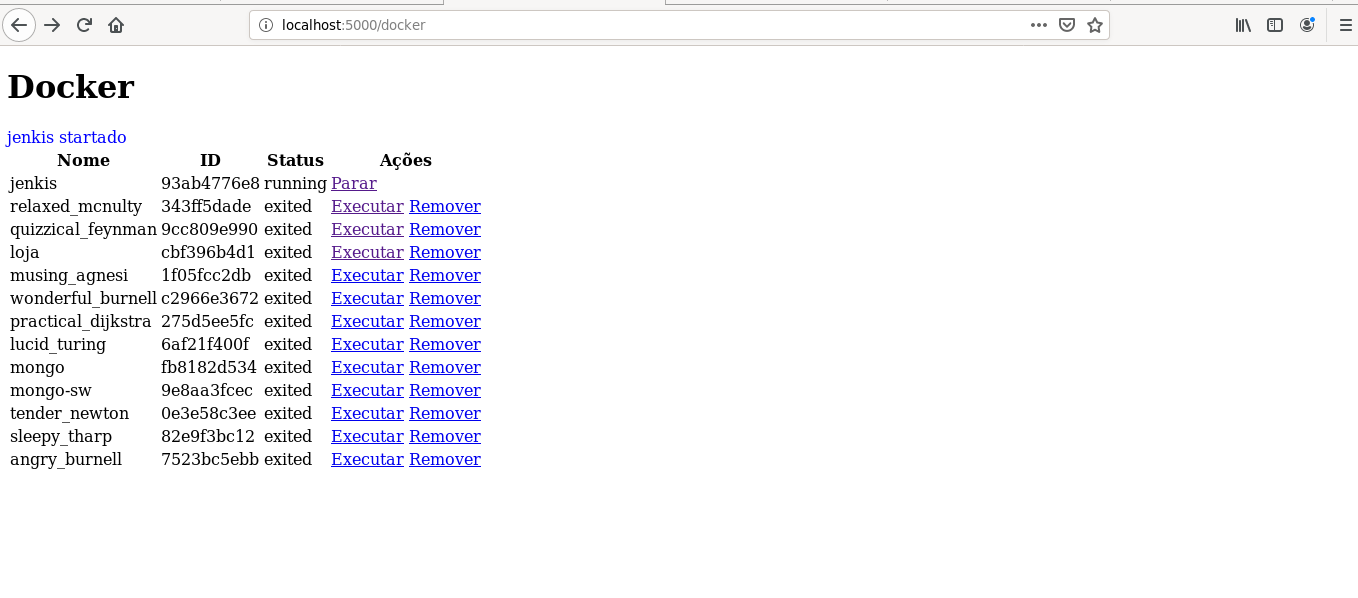 localhost:5000/docker
Docker
jenkis startado
Nome ID Status Ações
jenkis 93ab4776e8 running Parar
relaxed_mcnulty 343ff5dade exited Executar Remover
quizzical_feynman 9cc809e990 exited Executar Remover
loja cbf396b4d1 exited Executar Remover
musing_agnesi 1f05fcc2db exited Executar Remover
wonderful_burnell c2966e3672 exited Executar Remover
practical_dijkstra 275d5ee5fc exited Executar Remover
lucid_turing 6af21f400f exited Executar Remover
mongo fb8182d534 exited Executar Remover
mongo-sw 9e8aa3fcec exited Executar Remover
tender_newton 0e3e58c3ee exited Executar Remover
sleepy_tharp 82e9f3bc12 exited Executar Remover
angry_burnell 7523bc5ebb exited Executar Remover